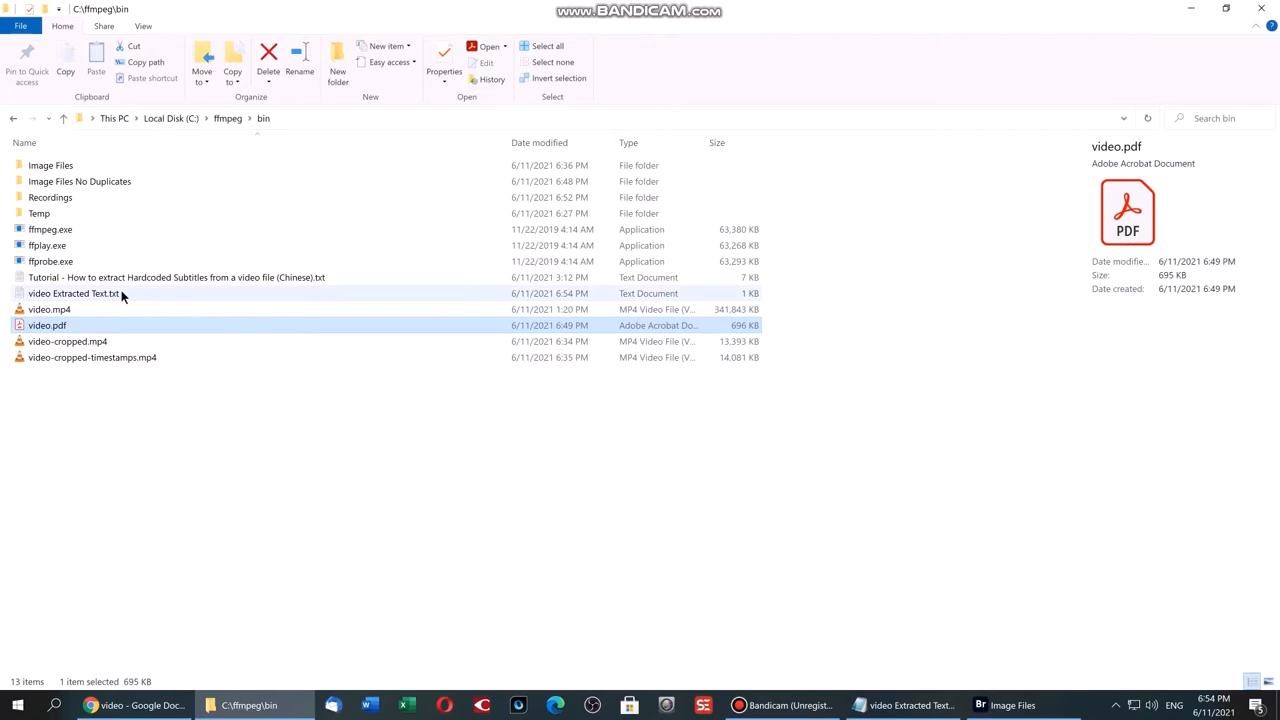 www.BANDICAM.com
C:\ffmpeg\bin
File Home Share View
Pin to Quick access
Copy
Paste
Cut
Copy path
Paste shortcut
Clipboard
Move to
Copy to
Delete
Rename
Organize
New folder
New item
Easy access
New
Properties
Open
Edit
History
Open
Select all
Select none
Invert selection
Select
This PC Local Disk (C:) ffmpeg bin
Search bin
Name Date modified Type Size
Image Files 6/11/2021 6:36 PM File folder
Image Files No Duplicates 6/11/2021 6:48 PM File folder
Recordings 6/11/2021 6:52 PM File folder
Temp 6/11/2021 6:27 PM File folder
ffmpeg.exe 11/22/2019 4:14 AM Application 63,380 KB
ffplay.exe 11/22/2019 4:14 AM Application 63,268 KB
ffprobe.exe 11/22/2019 4:14 AM Application 63,293 KB
Tutorial - How to extract Hardcoded Subtitles from a video file (Chinese).txt 6/11/2021 3:12 PM Text Document 7 KB
video Extracted Text.txt 6/11/2021 6:54 PM Text Document 1 KB
video.mp4 6/11/2021 1:20 PM MP4 Video File (V... 341,843 KB
video.pdf 6/11/2021 6:49 PM Adobe Acrobat Do... 696 KB
video-cropped.mp4 6/11/2021 6:34 PM MP4 Video File (V... 13,393 KB
video-cropped-timestamps.mp4 6/11/2021 6:35 PM MP4 Video File (V... 14,081 KB
video.pdf
Adobe Acrobat Document
PDF
Date modifie... 6/11/2021 6:49 PM
Size: 695 KB
Date created: 6/11/2021 6:49 PM
13 items 1 item selected 695 KB
video - Google Doc...
C:\ffmpeg\bin
Bandicam (Unregist...
video Extracted Text...
Br Image Files
6:54 PM
6/11/2021
5